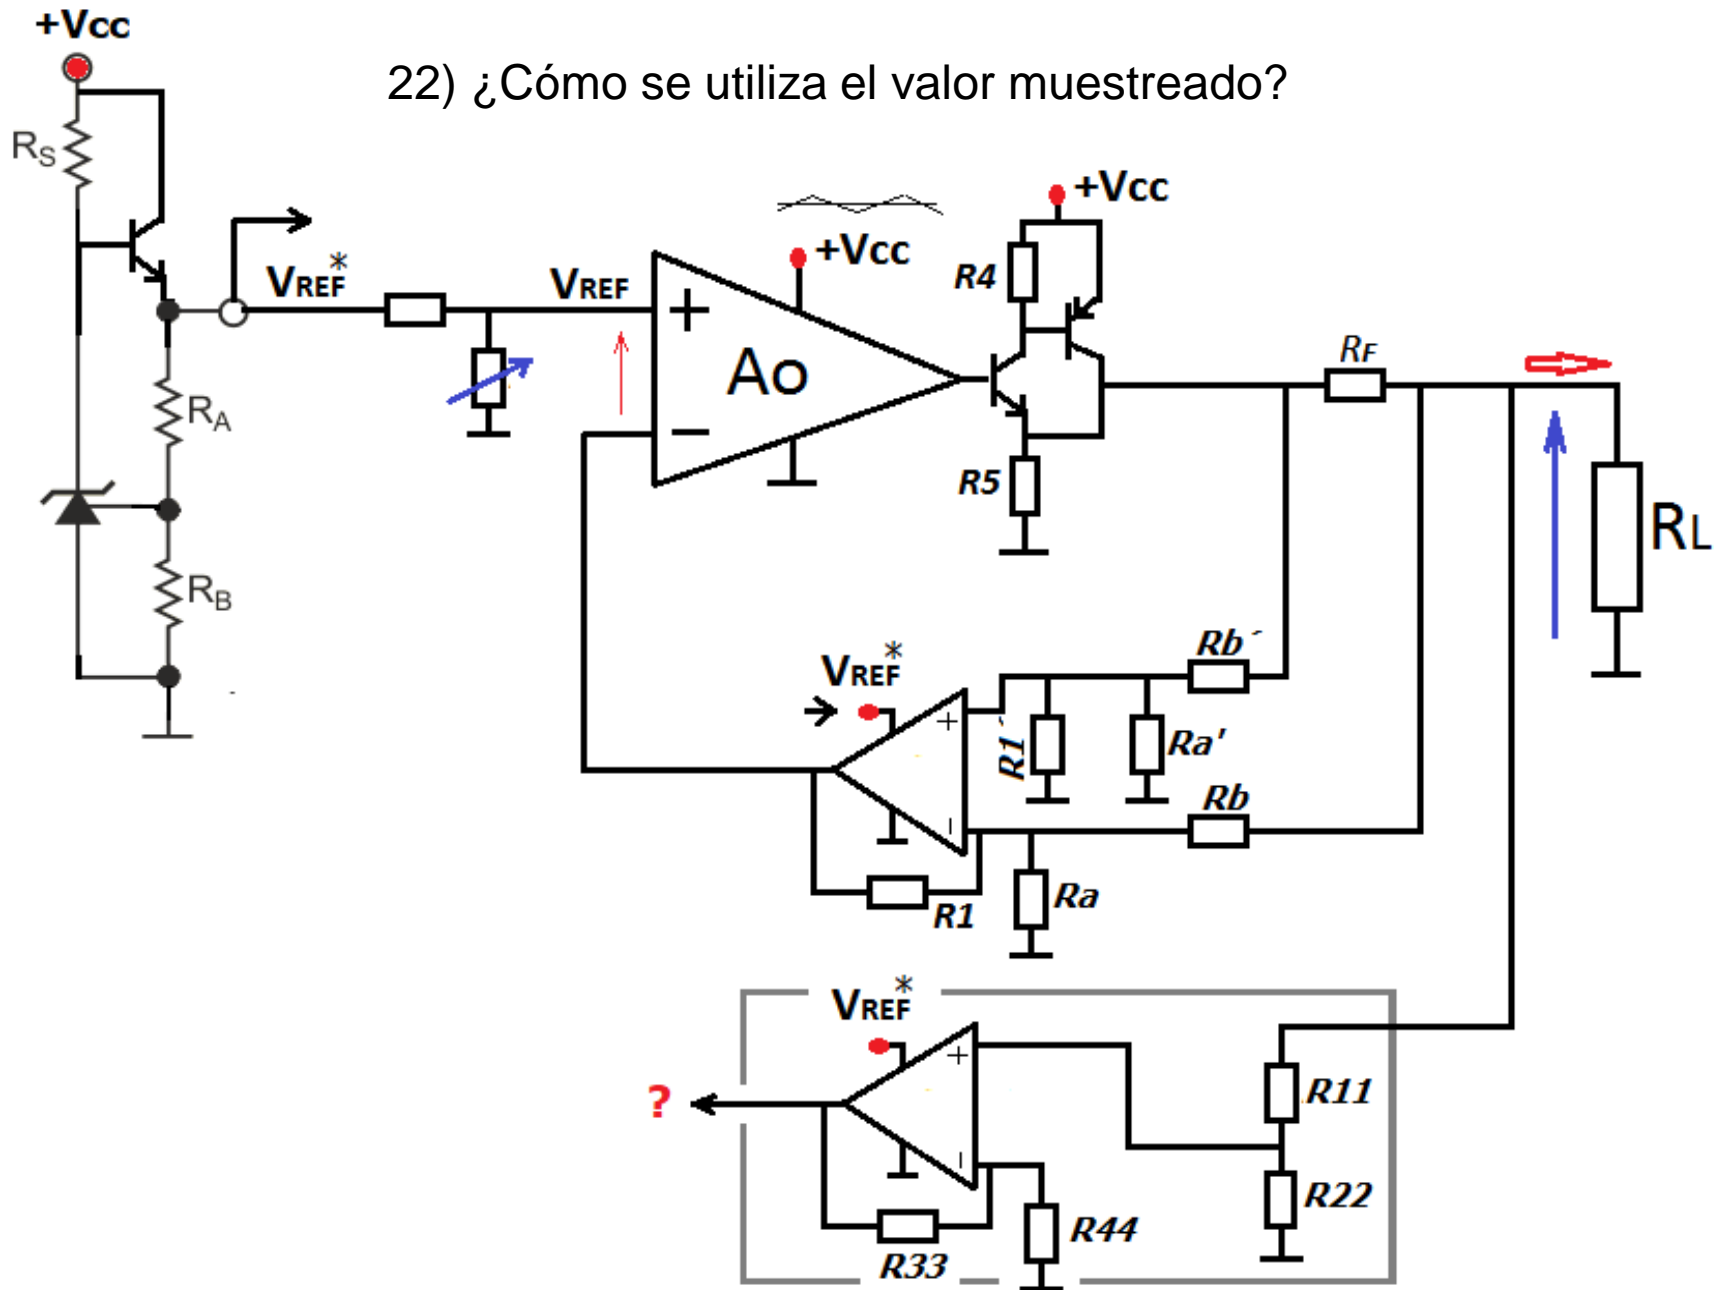 +Vcc
22) ¿Cómo se utiliza el valor muestreado?
RS
+Vcc
+Vcc
R4
VREF*
VREF
+
Ao
−
RF
RA
R5
RL
RB
Rb´
VREF*
+
R1´
Ra'
Rb
−
R1
Ra
VREF*
+
?
R11
−
R22
R44
R33